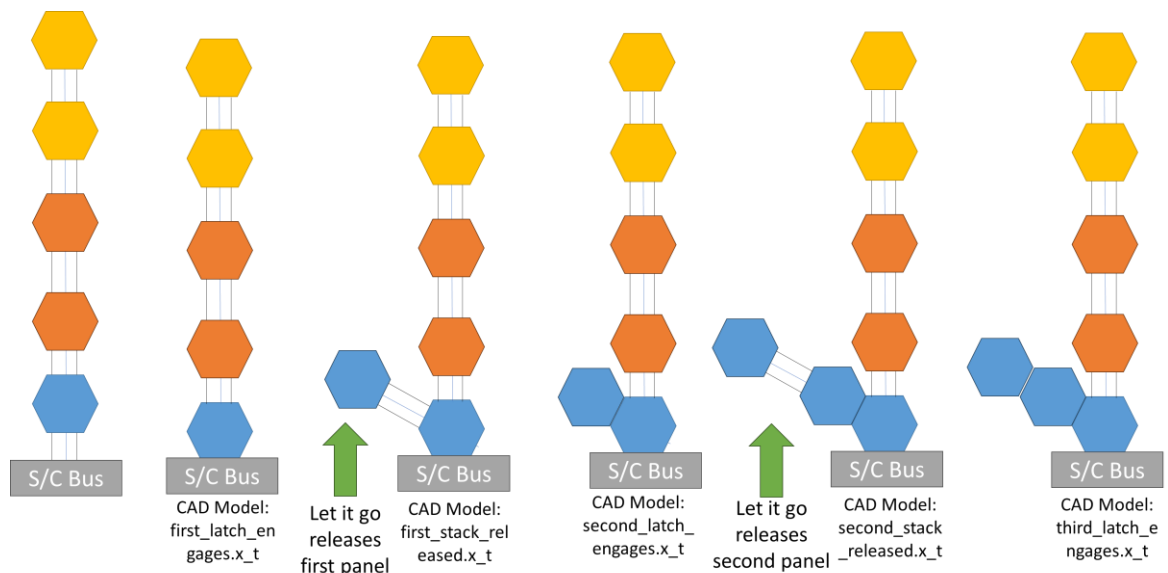 S/C Bus
S/C Bus
CAD Model:
first_latch_en
gages.x_t
Let it go
releases
first panel
S/C Bus
CAD Model:
first_stack_rel
eased.x_t
S/C Bus
CAD Model:
second_latch_
engages.x_t
Let it go
releases
second panel
S/C Bus
CAD Model:
second_stack
_released.x_t
S/C Bus
CAD Model:
third_latch_e
ngages.x_t